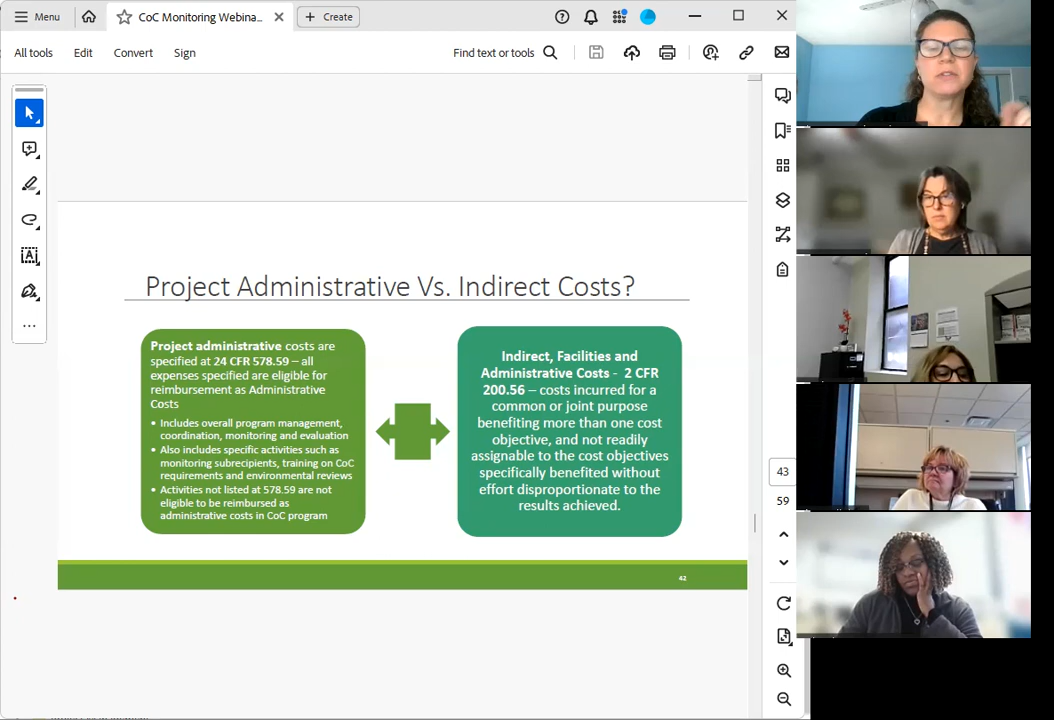 Menu
CoC Monitoring Webina...
Create
All tools
Edit
Convert
Sign
Find text or tools
Project Administrative Vs. Indirect Costs?
Project administrative costs are
specified at 24 CFR 578.59 – all
expenses specified are eligible for
reimbursement as Administrative
Costs
• Includes overall program management,
coordination, monitoring and evaluation
• Also includes specific activities such as
monitoring subrecipients, training on CoC
requirements and environmental reviews
• Activities not listed at 578.59 are not
eligible to be reimbursed as
administrative costs in CoC program
Indirect, Facilities and
Administrative Costs - 2 CFR
200.56 – costs incurred for a
common or joint purpose
benefiting more than one cost
objective, and not readily
assignable to the cost objectives
specifically benefited without
effort disproportionate to the
results achieved.
42
43
59